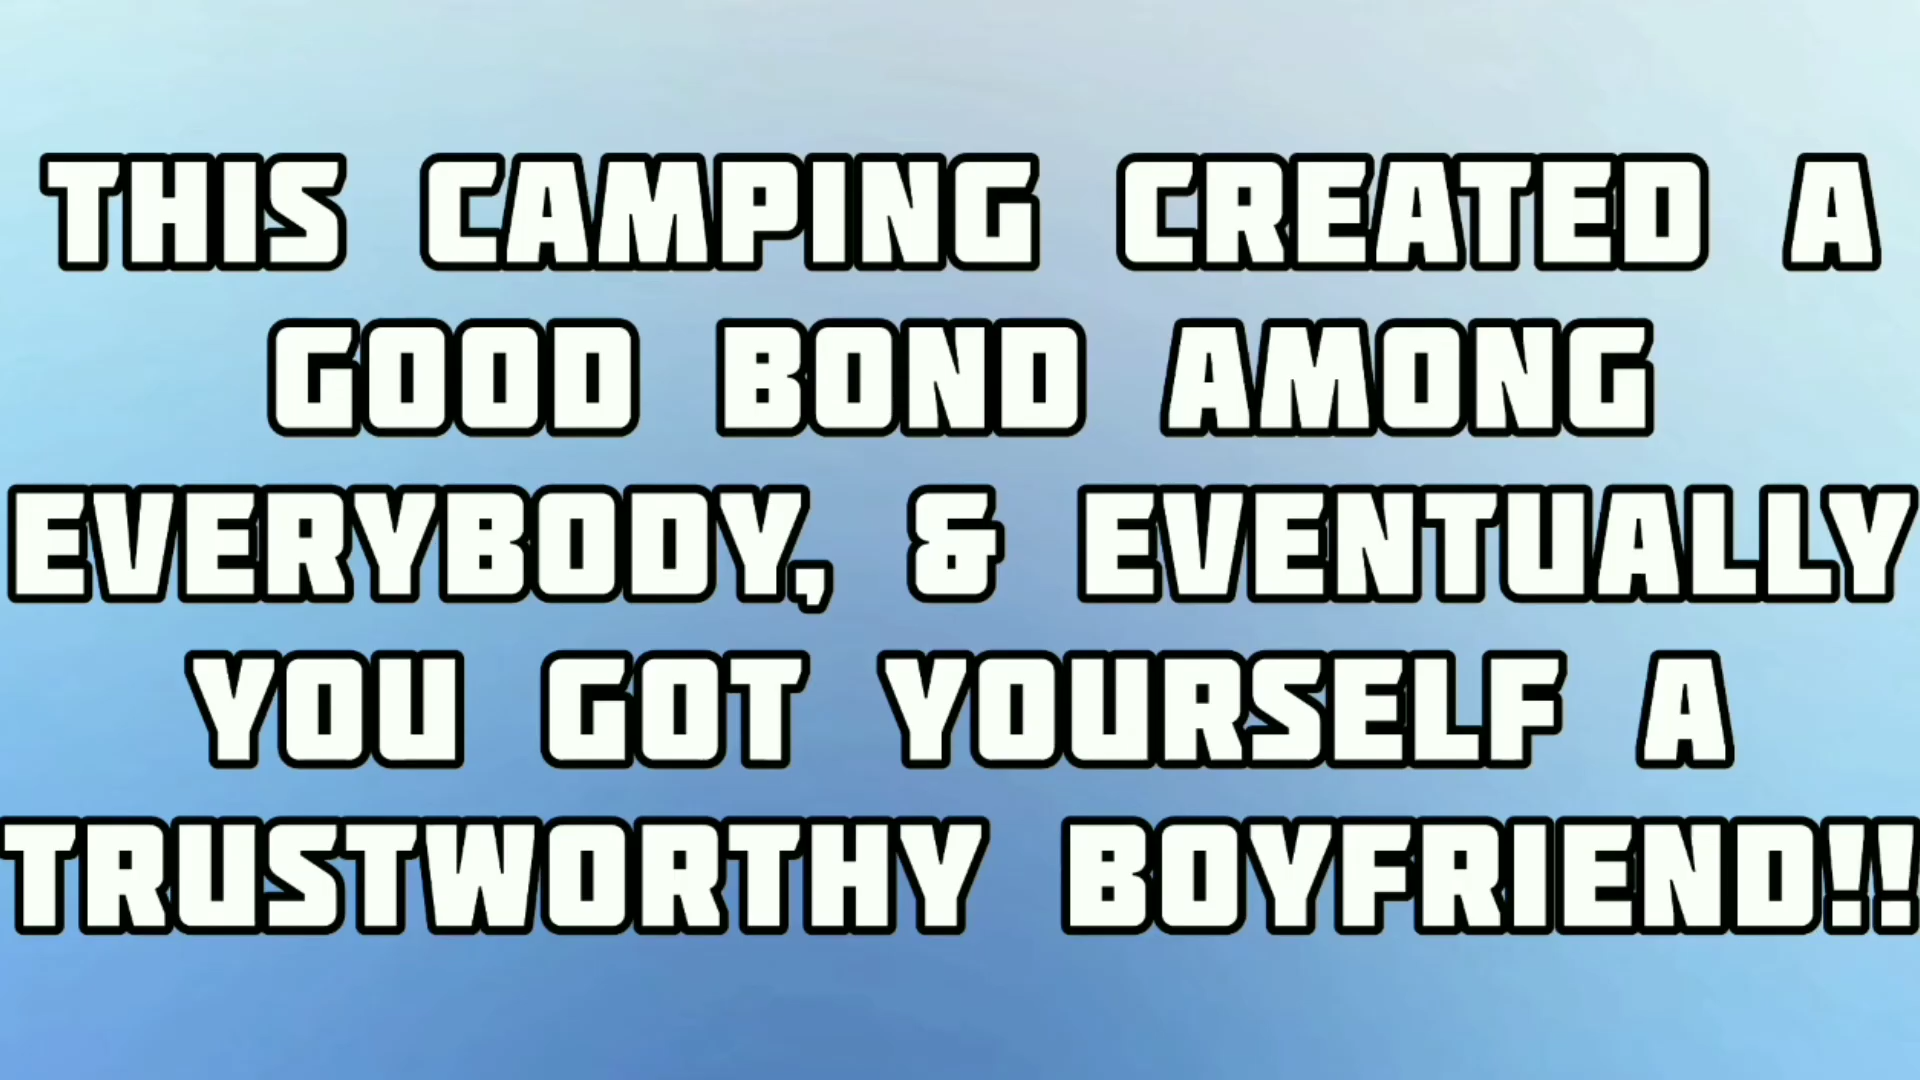 THIS CAMPING CREATED A
GOOD BOND AMONG
EVERYBODY, & EVENTUALLY
YOU GOT YOURSELF A
TRUSTWORTHY BOYFRIEND!!